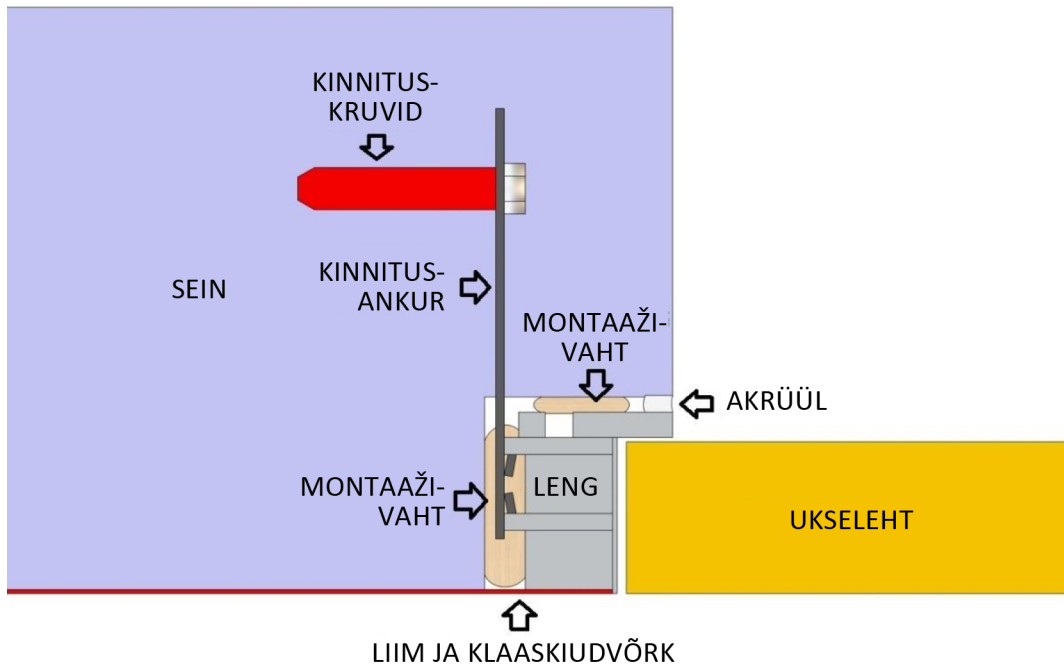 KINNITUS-
KRUVID
SEIN
KINNITUS-
ANKUR
MONTAAŽI-
VAHT
AKRÜÜL
MONTAAŽI-
VAHT
LENG
UKSELEHT
LIIM JA KLAASKIUDVÕRK